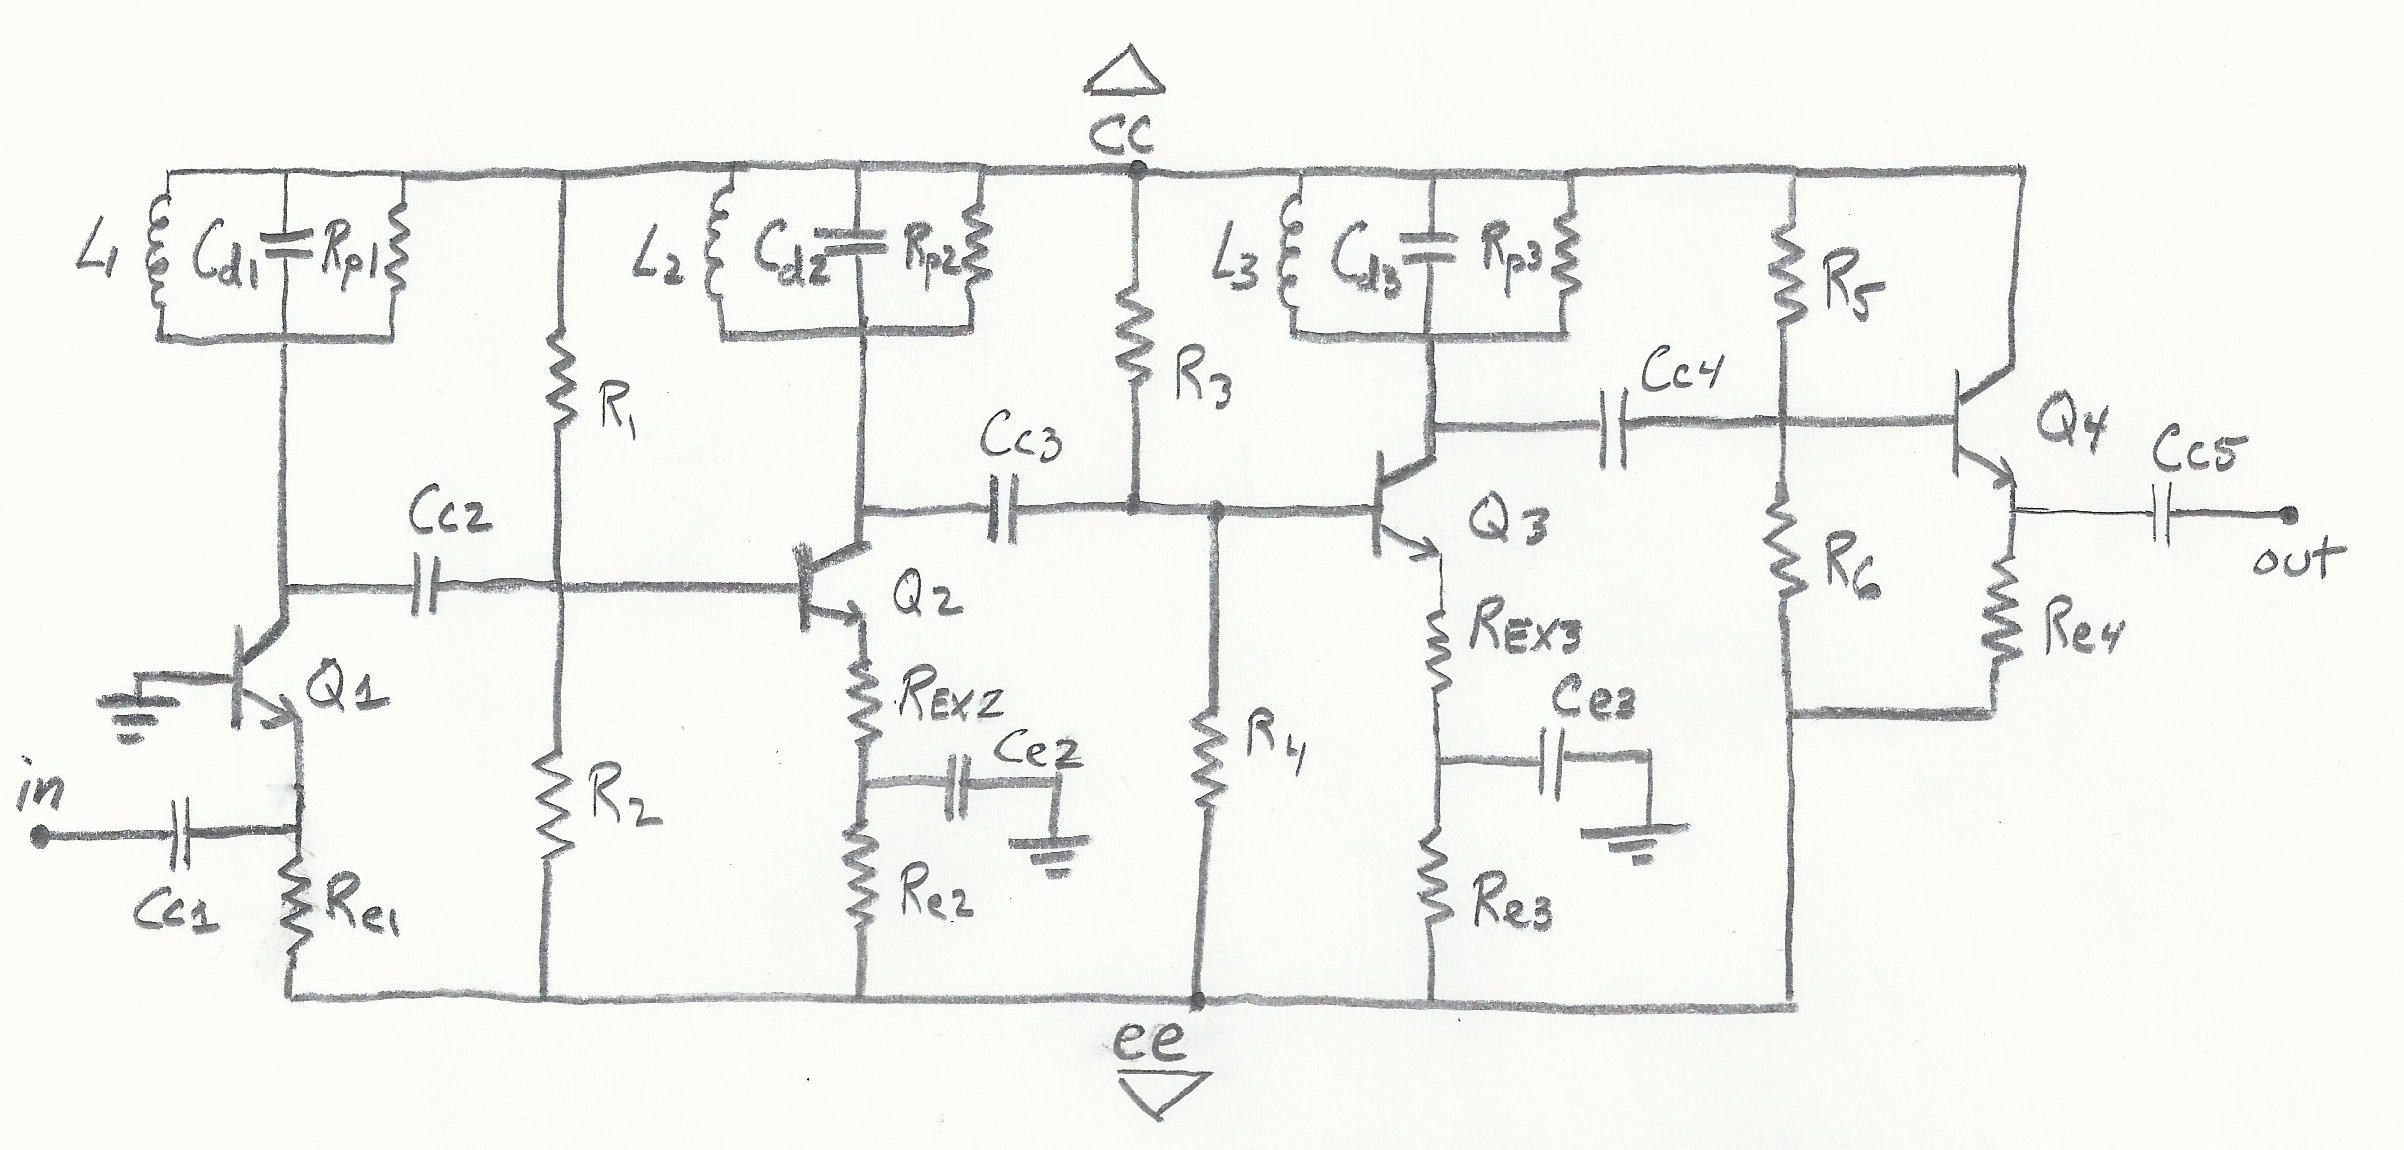 CC
L1
Cd1
Rp1
R1
L2
Cd2
Rp2
R3
L3
Cd3
Rp3
R5
Cc4
Q4
Cc5
out
Cc3
Cc2
Q3
Q2
R6
REX3
Re4
Q1
REX2
Ce3
Ce2
R4
in
R2
Cc1
Re1
Re2
Re3
ee